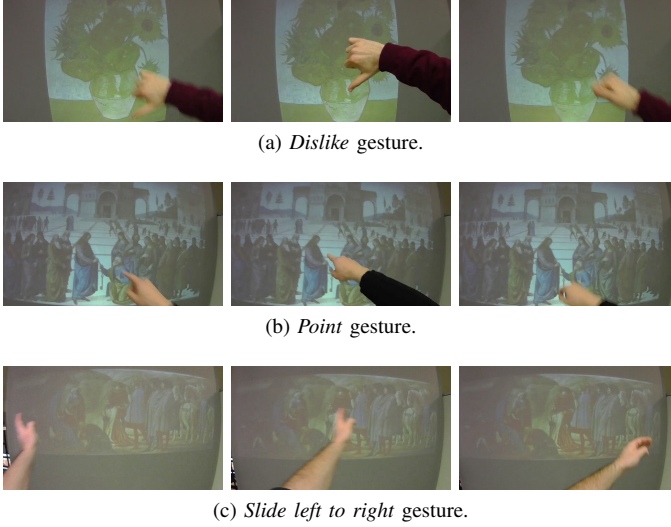 (a) Dislike gesture.
(b) Point gesture.
(c) Slide left to right gesture.